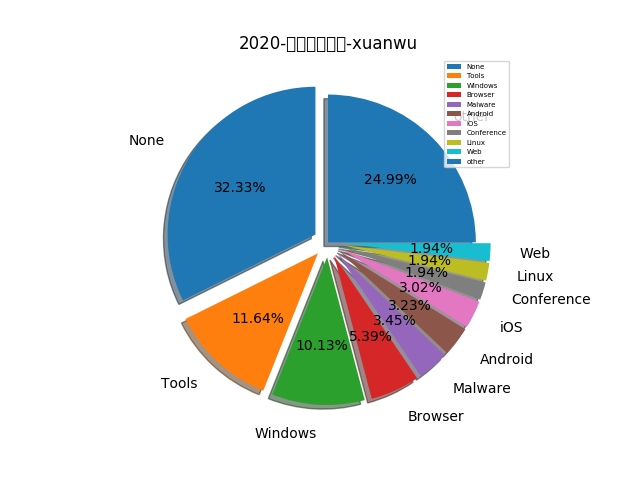 2020-□□□□□□-xuanwu
None
Tools
Windows
Browser
Malware
Android
iOS
Conference
Linux
Web
other
None
32.33%
24.99%
11.64%
10.13%
5.39%
3.45%
3.23%
3.02%
1.94%
1.94%
1.94%
Web
Linux
Conference
iOS
Android
Malware
Browser
Windows
Tools
other